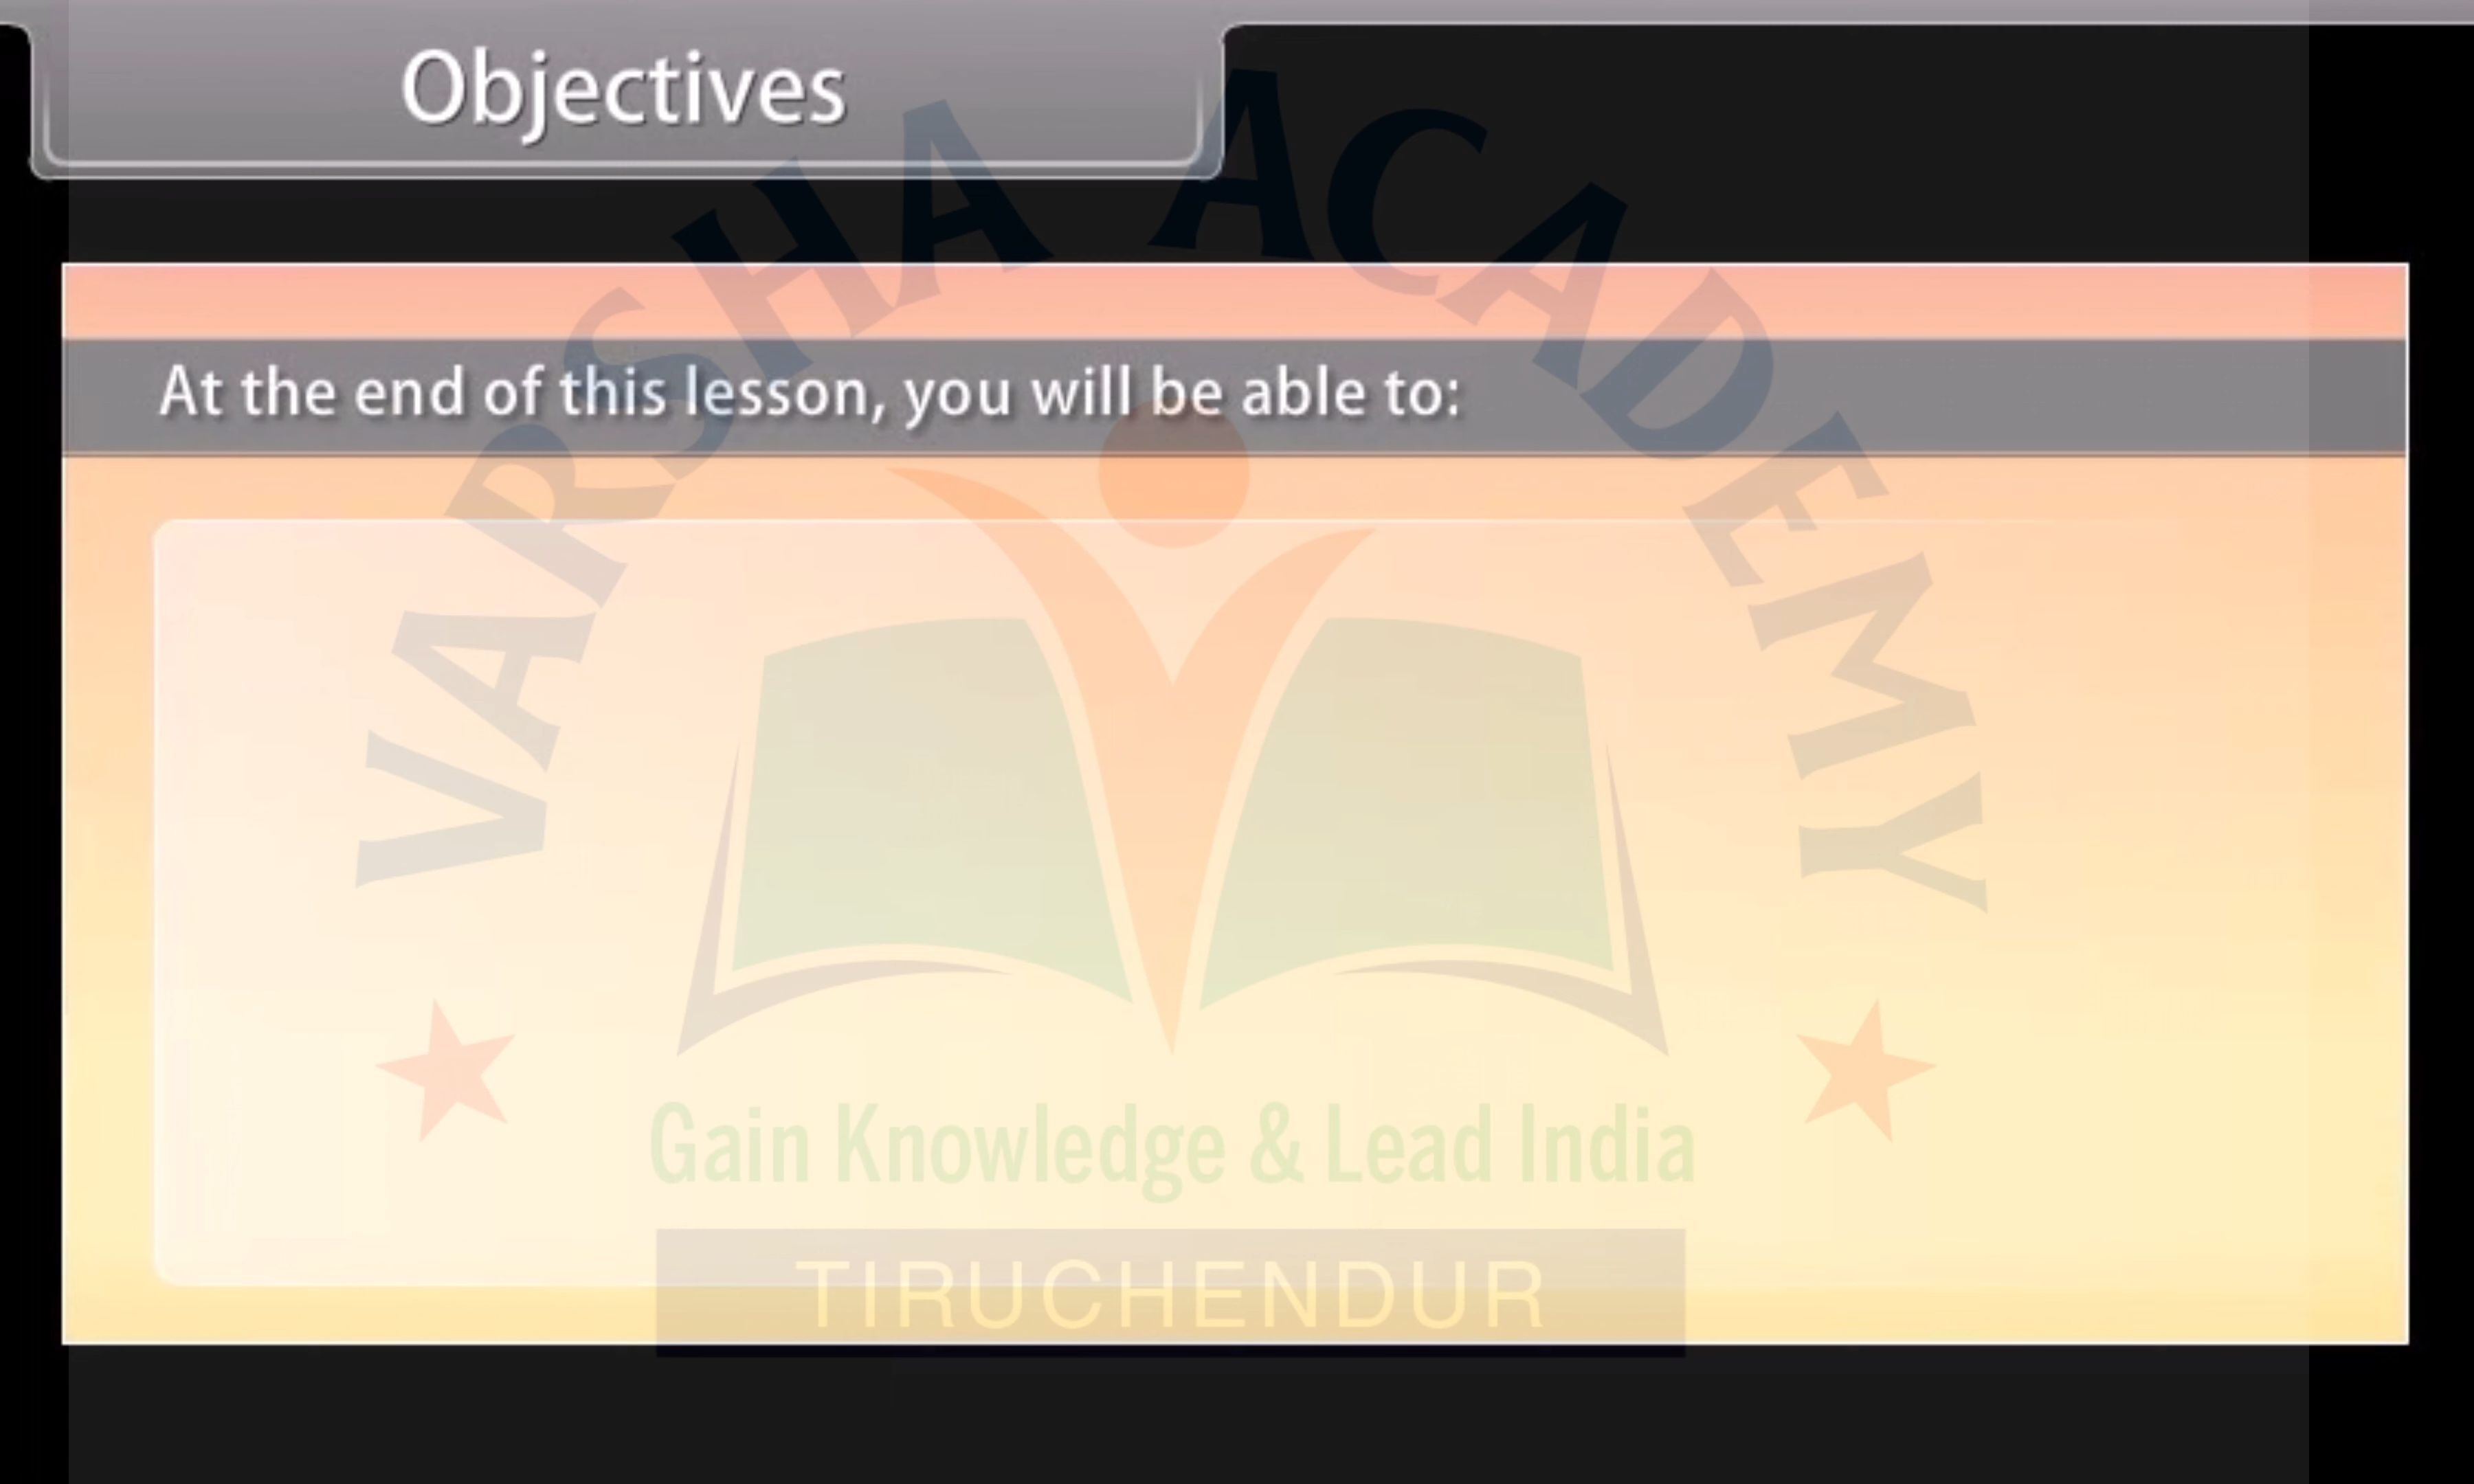 Objectives
VARSHA ACADEMY
At the end of this lesson, you will be able to:
Gain Knowledge & Lead India
TIRUCHENDUR